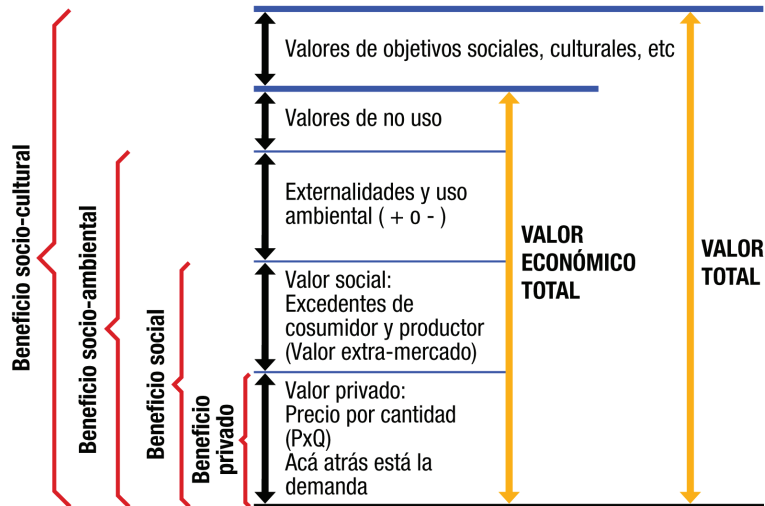 Valores de objetivos sociales, culturales, etc
Valores de no uso
Externalidades y uso
ambiental ( + o - )
Valor social:
Excedentes de
cosumidor y productor
(Valor extra-mercado)
Valor privado:
Precio por cantidad
(PxQ)
Acá atrás está la
demanda
Beneficio socio-cultural
Beneficio socio-ambiental
Beneficio social
Beneficio
privado
VALOR
ECONÓMICO
TOTAL
VALOR
TOTAL